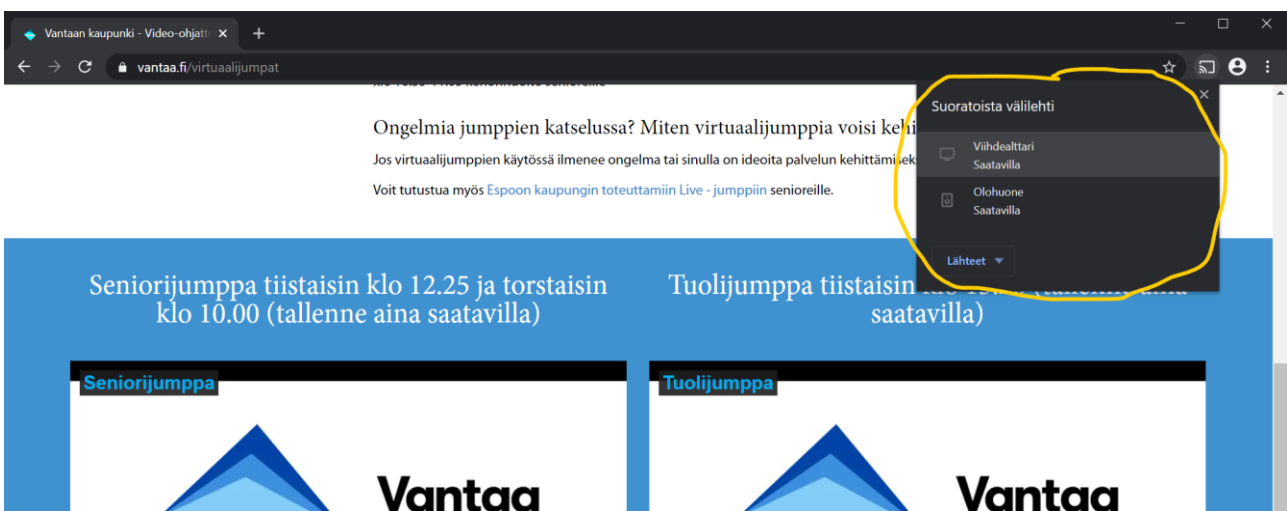 Vantaan kaupunki - Video-ohjatt
vantaa.fi/virtuaalijumpat
Ongelmia jumppien katselussa? Miten virtuaalijumppia voisi kehi
Jos virtuaalijumppien käytössä ilmenee ongelma tai sinulla on ideoita palvelun kehittämisek
Voit tutustua myös Espoon kaupungin toteuttamiin Live - jumppiin senioreille.
Suoratoista välilehti
Viihdealttari
Saatavilla
Olohuone
Saatavilla
Lähteet
Seniorijumppa tiistaisin klo 12.25 ja torstaisin
klo 10.00 (tallenne aina saatavilla)
Tuolijumppa tiistaisin
saatavilla)
Seniorijumppa
Vantaa
Tuolijumppa
Vantaa